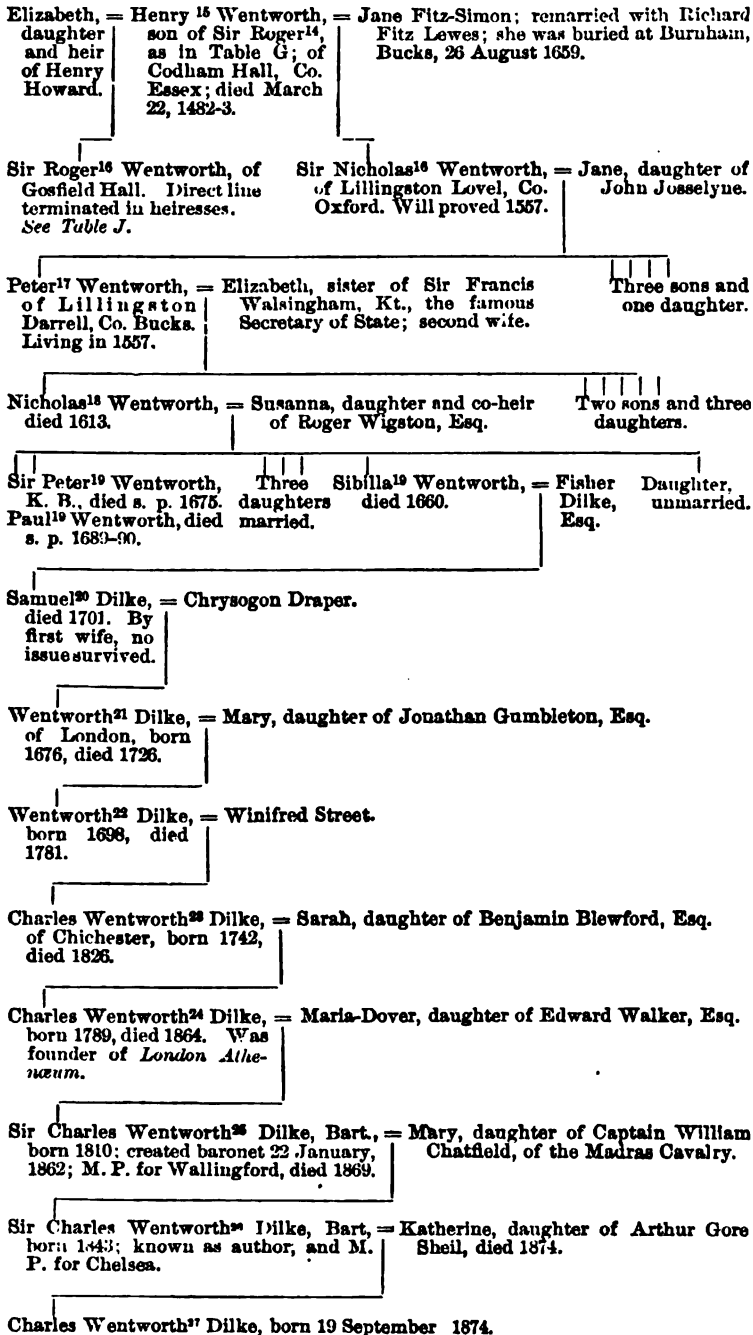 Elizabeth, = Henry ¹⁵ Wentworth, = Jane Fitz-Simon; remarried with Richard
daughter son of Sir Roger¹⁴, Fitz Lewes; she was buried at Burnham,
and heir as in Table G; of Bucks, 26 August 1659.
of Henry Codham Hall, Co.
Howard. Essex; died March
22, 1482-3.
Sir Roger¹⁶ Wentworth, of Sir Nicholas¹⁶ Wentworth, = Jane, daughter of
Gosfield Hall. Direct line of Lillingston Lovel, Co. John Josselyne.
terminated in heiresses. Oxford. Will proved 1557.
See Table J.
Peter¹⁷ Wentworth, = Elizabeth, sister of Sir Francis Three sons and
of Lillingston Walsingham, Kt., the famous one daughter.
Darrell, Co. Bucks. Secretary of State; second wife.
Living in 1557.
Nicholas¹⁸ Wentworth, = Susanna, daughter and co-heir Two sons and three
died 1613. of Roger Wigston, Esq. daughters.
Sir Peter¹⁹ Wentworth, Three Sibilla¹⁹ Wentworth, = Fisher Daughter,
K. B., died s. p. 1675. daughters died 1660. Dilke, unmarried.
Paul¹⁹ Wentworth, died married. Esq.
s. p. 1689-90.
Samuel²⁰ Dilke, = Chrysogon Draper.
died 1701. By
first wife, no
issue survived.
Wentworth²¹ Dilke, = Mary, daughter of Jonathan Gumbleton, Esq.
of London, born
1676, died 1726.
Wentworth²² Dilke, = Winifred Street.
born 1698, died
1781.
Charles Wentworth²³ Dilke, = Sarah, daughter of Benjamin Blewford, Esq.
of Chichester, born 1742,
died 1826.
Charles Wentworth²⁴ Dilke, = Maria-Dover, daughter of Edward Walker, Esq.
born 1789, died 1864. Was
founder of London Athe-
næum.
Sir Charles Wentworth²⁵ Dilke, Bart., = Mary, daughter of Captain William
born 1810; created baronet 22 January, Chatfield, of the Madras Cavalry.
1862; M. P. for Wallingford, died 1869.
Sir Charles Wentworth²⁶ Dilke, Bart, = Katherine, daughter of Arthur Gore
born 1843; known as author, and M. Sheil, died 1874.
P. for Chelsea.
Charles Wentworth²⁷ Dilke, born 19 September 1874.